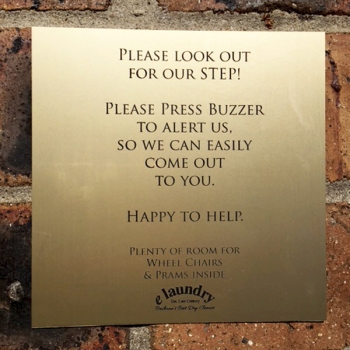 PLEASE LOOK OUT
FOR OUR STEP!
PLEASE PRESS BUZZER
TO ALERT US,
SO WE CAN EASILY
COME OUT
TO YOU.
HAPPY TO HELP.
PLENTY OF ROOM FOR
WHEEL CHAIRS
& PRAMS INSIDE
e laundry